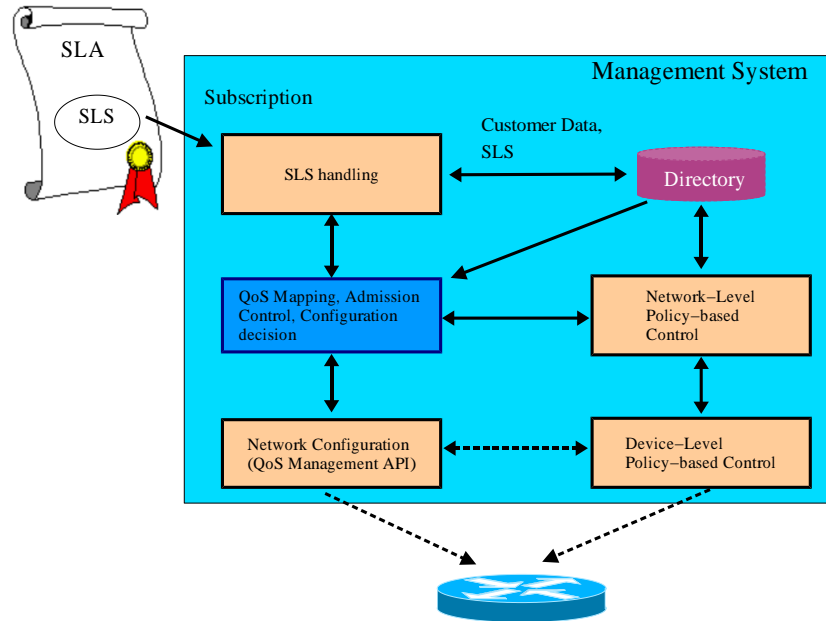 SLA
SLS
Management System
Subscription
Customer Data,
SLS
SLS handling
Directory
QoS Mapping, Admission
Control, Configuration
decision
Network−Level
Policy−based
Control
Network Configuration
(QoS Management API)
Device−Level
Policy−based Control